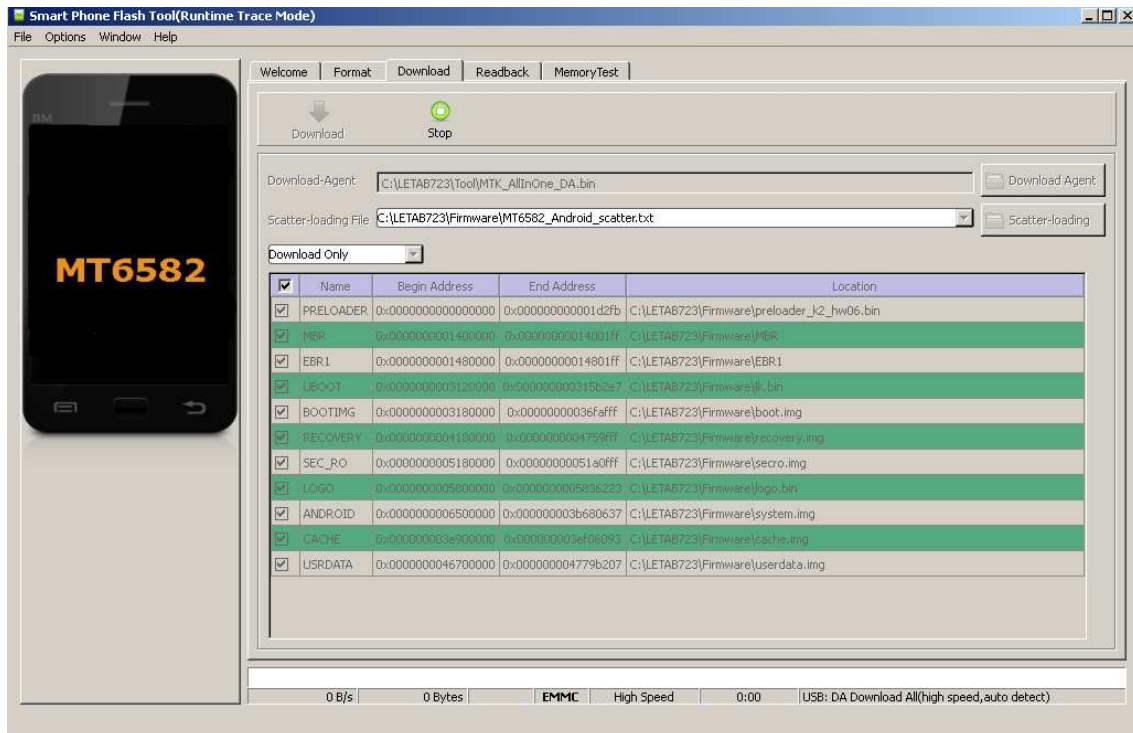 Smart Phone Flash Tool(Runtime Trace Mode)
File Options Window Help
BM
MT6582
Welcome Format Download Readback MemoryTest
Download Stop
Download-Agent C:\LETAB723\Tool\MTK_AllInOne_DA.bin Download Agent
Scatter-loading File C:\LETAB723\Firmware\MT6582_Android_scatter.txt Scatter-loading
Download Only
Name Begin Address End Address Location
PRELOADER 0x0000000000000000 0x000000000001d2fb C:\LETAB723\Firmware\preloader_k2_hw06.bin
MBR 0x0000000001400000 0x00000000014001ff C:\LETAB723\Firmware\MBR
EBR1 0x0000000001480000 0x00000000014801ff C:\LETAB723\Firmware\EBR1
UBOOT 0x0000000003120000 0x000000000315b2e7 C:\LETAB723\Firmware\lk.bin
BOOTIMG 0x0000000003180000 0x00000000036fafff C:\LETAB723\Firmware\boot.img
RECOVERY 0x0000000004180000 0x0000000004759fff C:\LETAB723\Firmware\recovery.img
SEC_RO 0x0000000005180000 0x00000000051a0fff C:\LETAB723\Firmware\secro.img
LOGO 0x0000000005800000 0x0000000005836223 C:\LETAB723\Firmware\logo.bin
ANDROID 0x0000000006500000 0x000000003b680637 C:\LETAB723\Firmware\system.img
CACHE 0x000000003e900000 0x000000003ef06093 C:\LETAB723\Firmware\cache.img
USRDATA 0x0000000046700000 0x000000004779b207 C:\LETAB723\Firmware\userdata.img
0 B/s 0 Bytes EMMC High Speed 0:00 USB: DA Download All(high speed,auto detect)